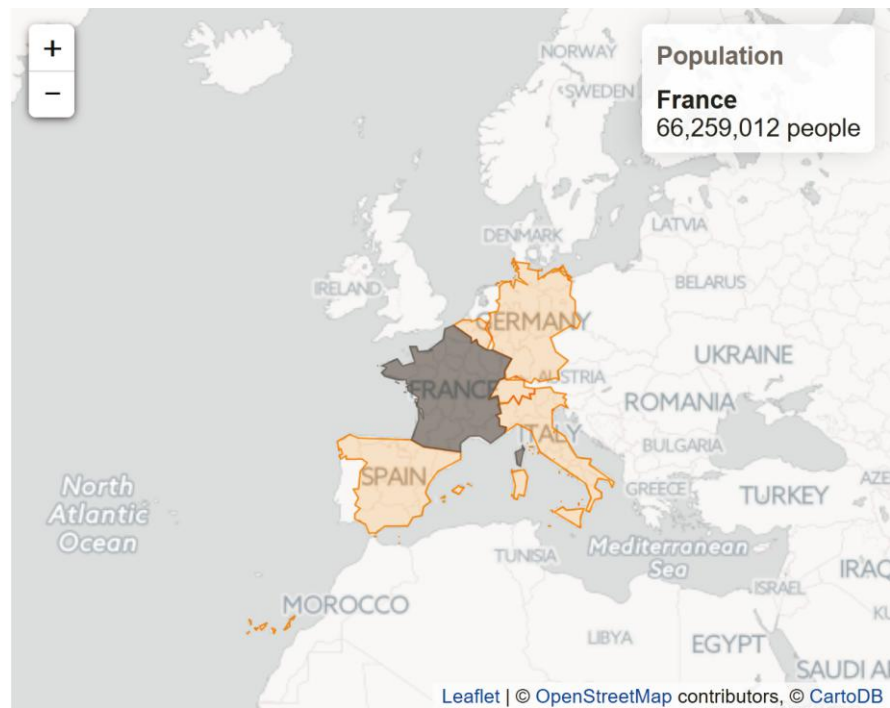 +
−
Population
France
66,259,012 people
NORWAY
SWEDEN
LATVIA
DENMARK
IRELAND
BELARUS
GERMANY
UKRAINE
FRANCE
AUSTRIA
ROMANIA
ITALY
BULGARIA
SPAIN
GREECE
TURKEY
AZE
North
Atlantic
Ocean
TUNISIA
Mediterranean
Sea
IRAQ
ISRAEL
MOROCCO
KU
LIBYA
EGYPT
SAUDI A
Leaflet | © OpenStreetMap contributors, © CartoDB